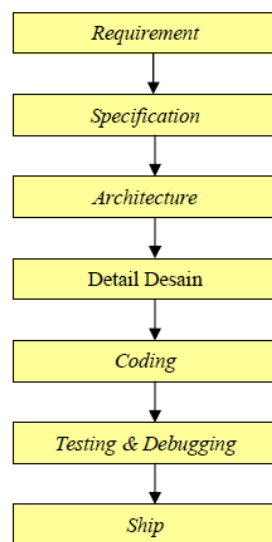 Requirement
Specification
Architecture
Detail Desain
Coding
Testing & Debugging
Ship